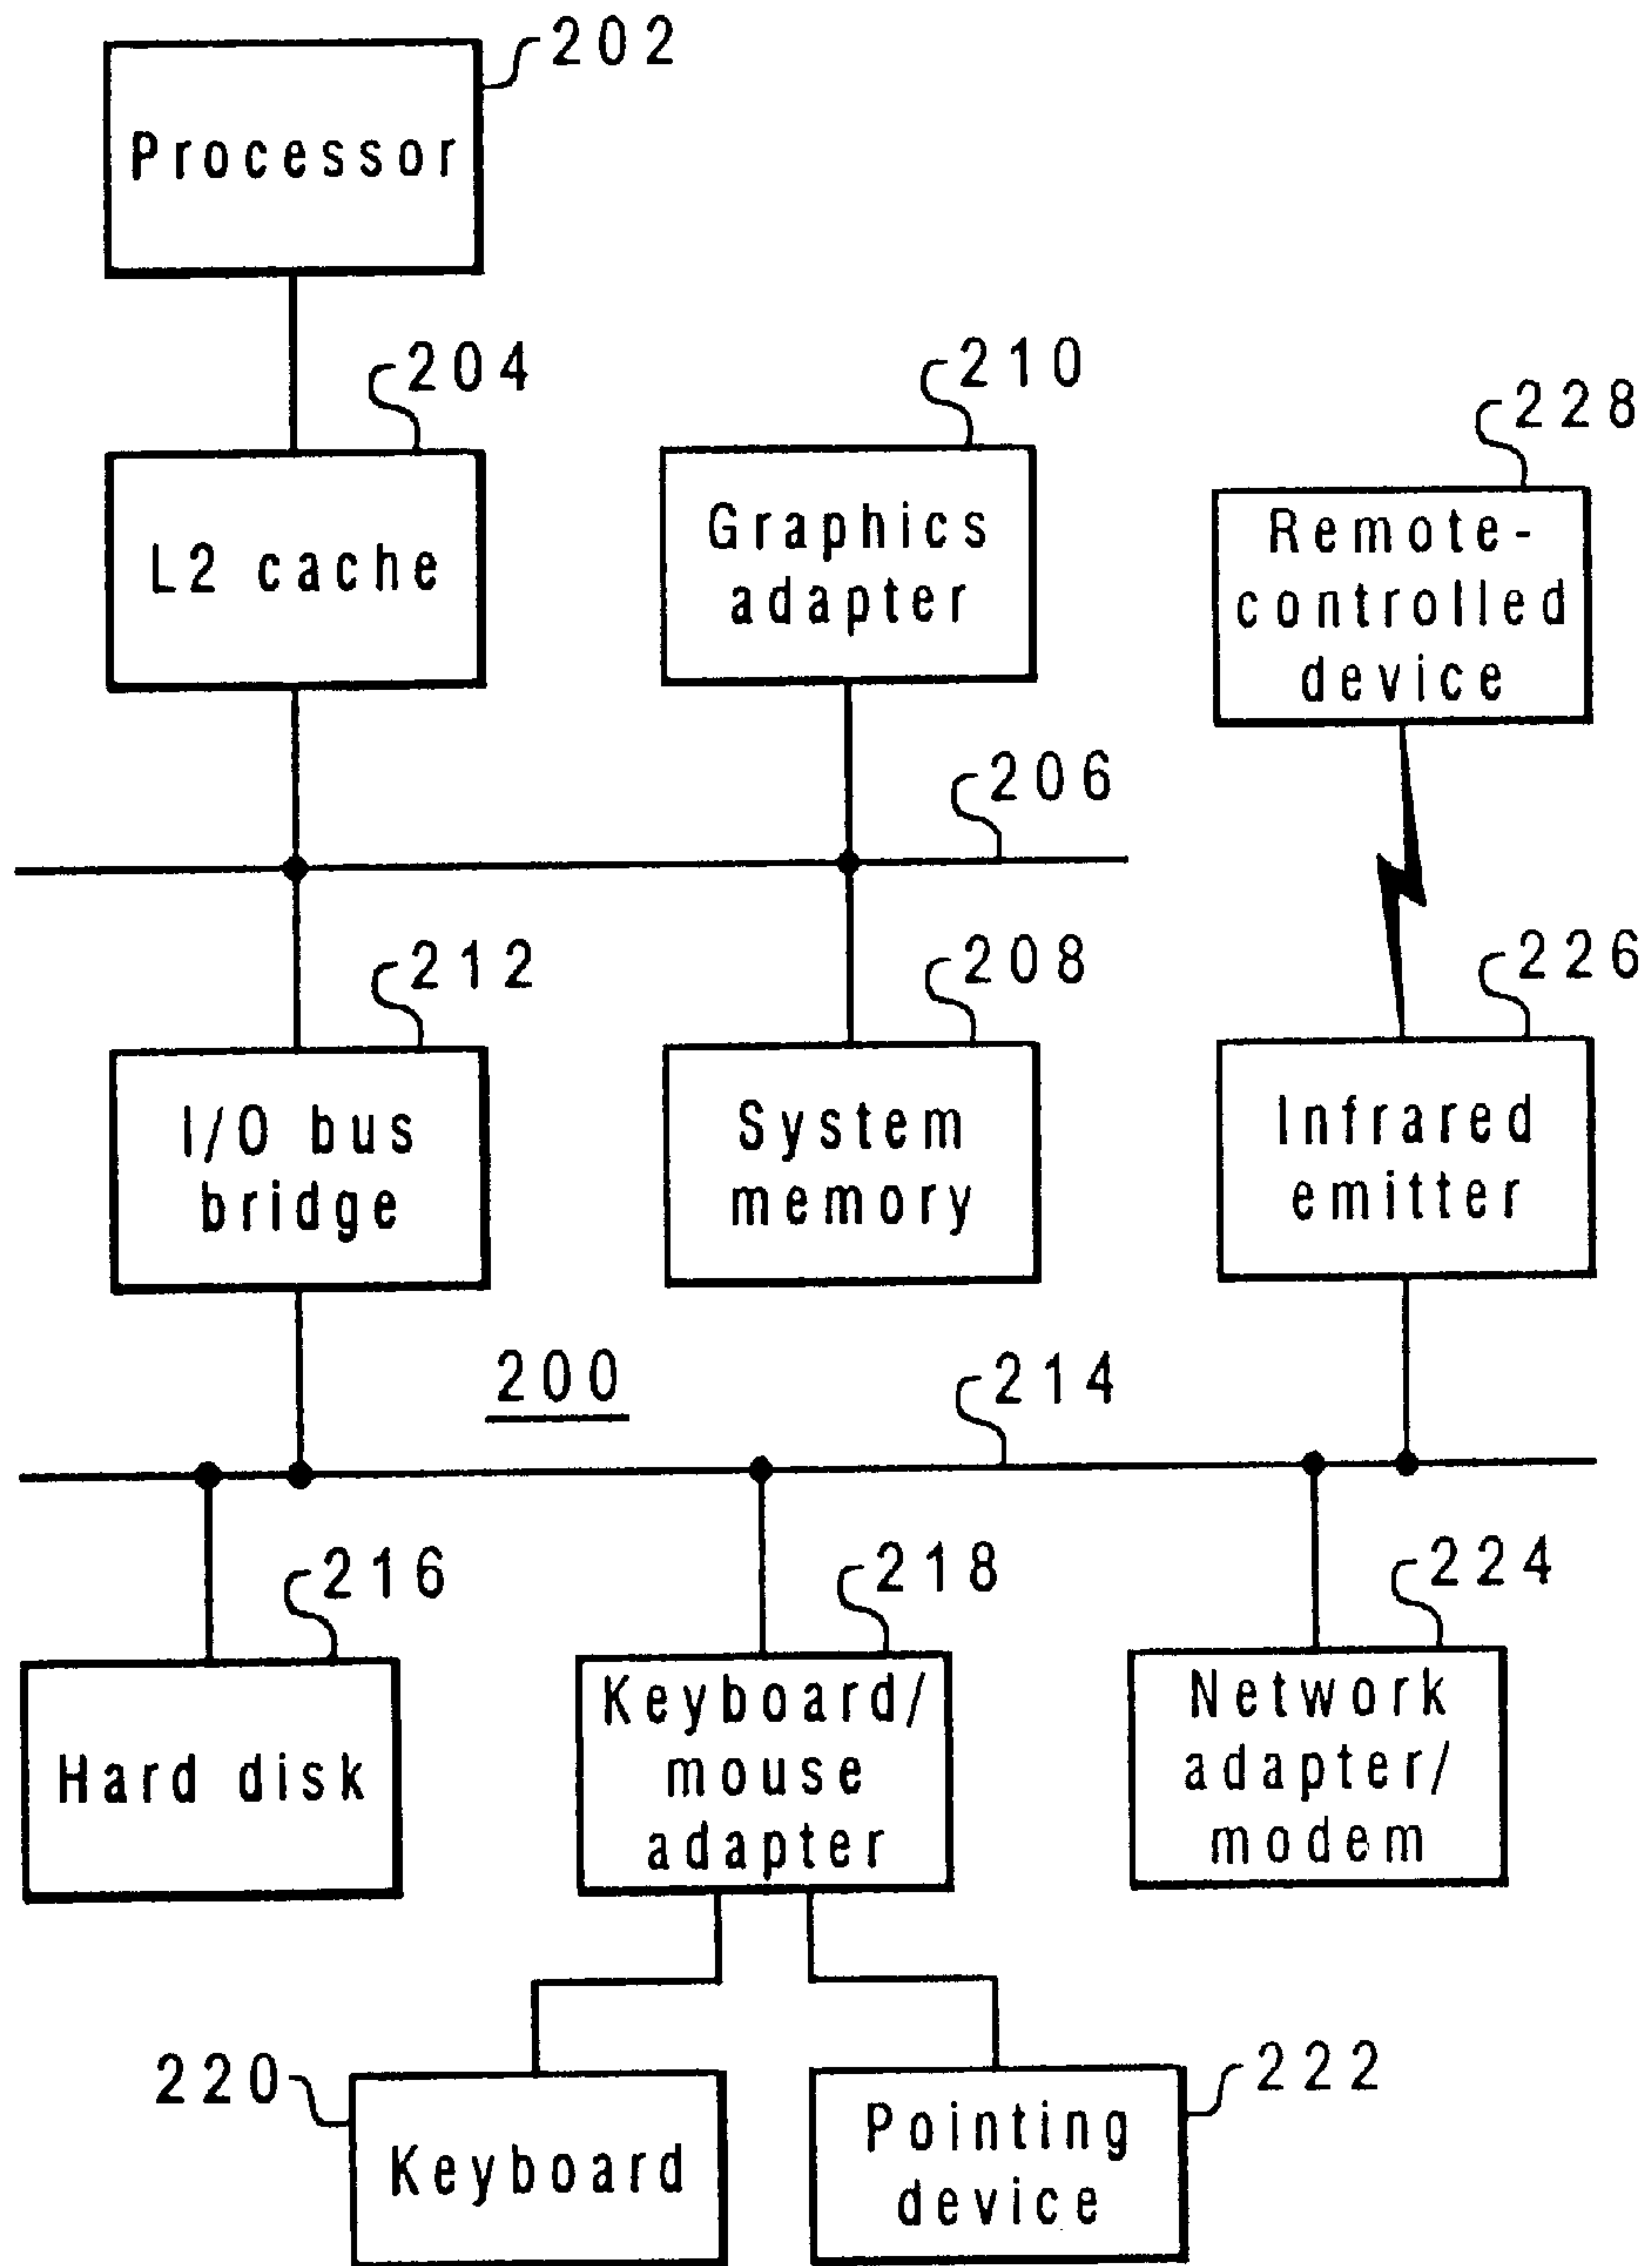 202
Processor
204
210
228
L2 cache
Graphics
adapter
Remote-
controlled
device
206
212
208
226
I/O bus
bridge
System
memory
Infrared
emitter
200
214
216
218
224
Hard disk
Keyboard/
mouse
adapter
Network
adapter/
modem
220
Keyboard
222
Pointing
device